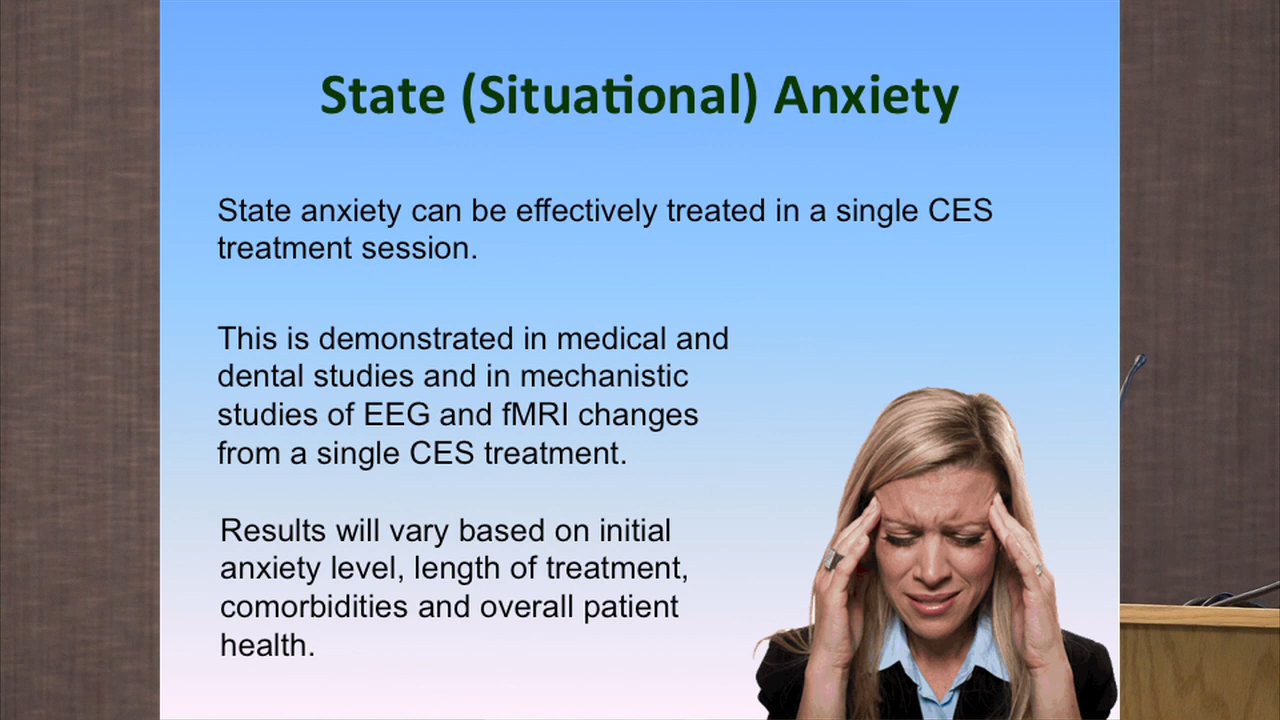 State (Situational) Anxiety
State anxiety can be effectively treated in a single CES
treatment session.
This is demonstrated in medical and
dental studies and in mechanistic
studies of EEG and fMRI changes
from a single CES treatment.
Results will vary based on initial
anxiety level, length of treatment,
comorbidities and overall patient
health.